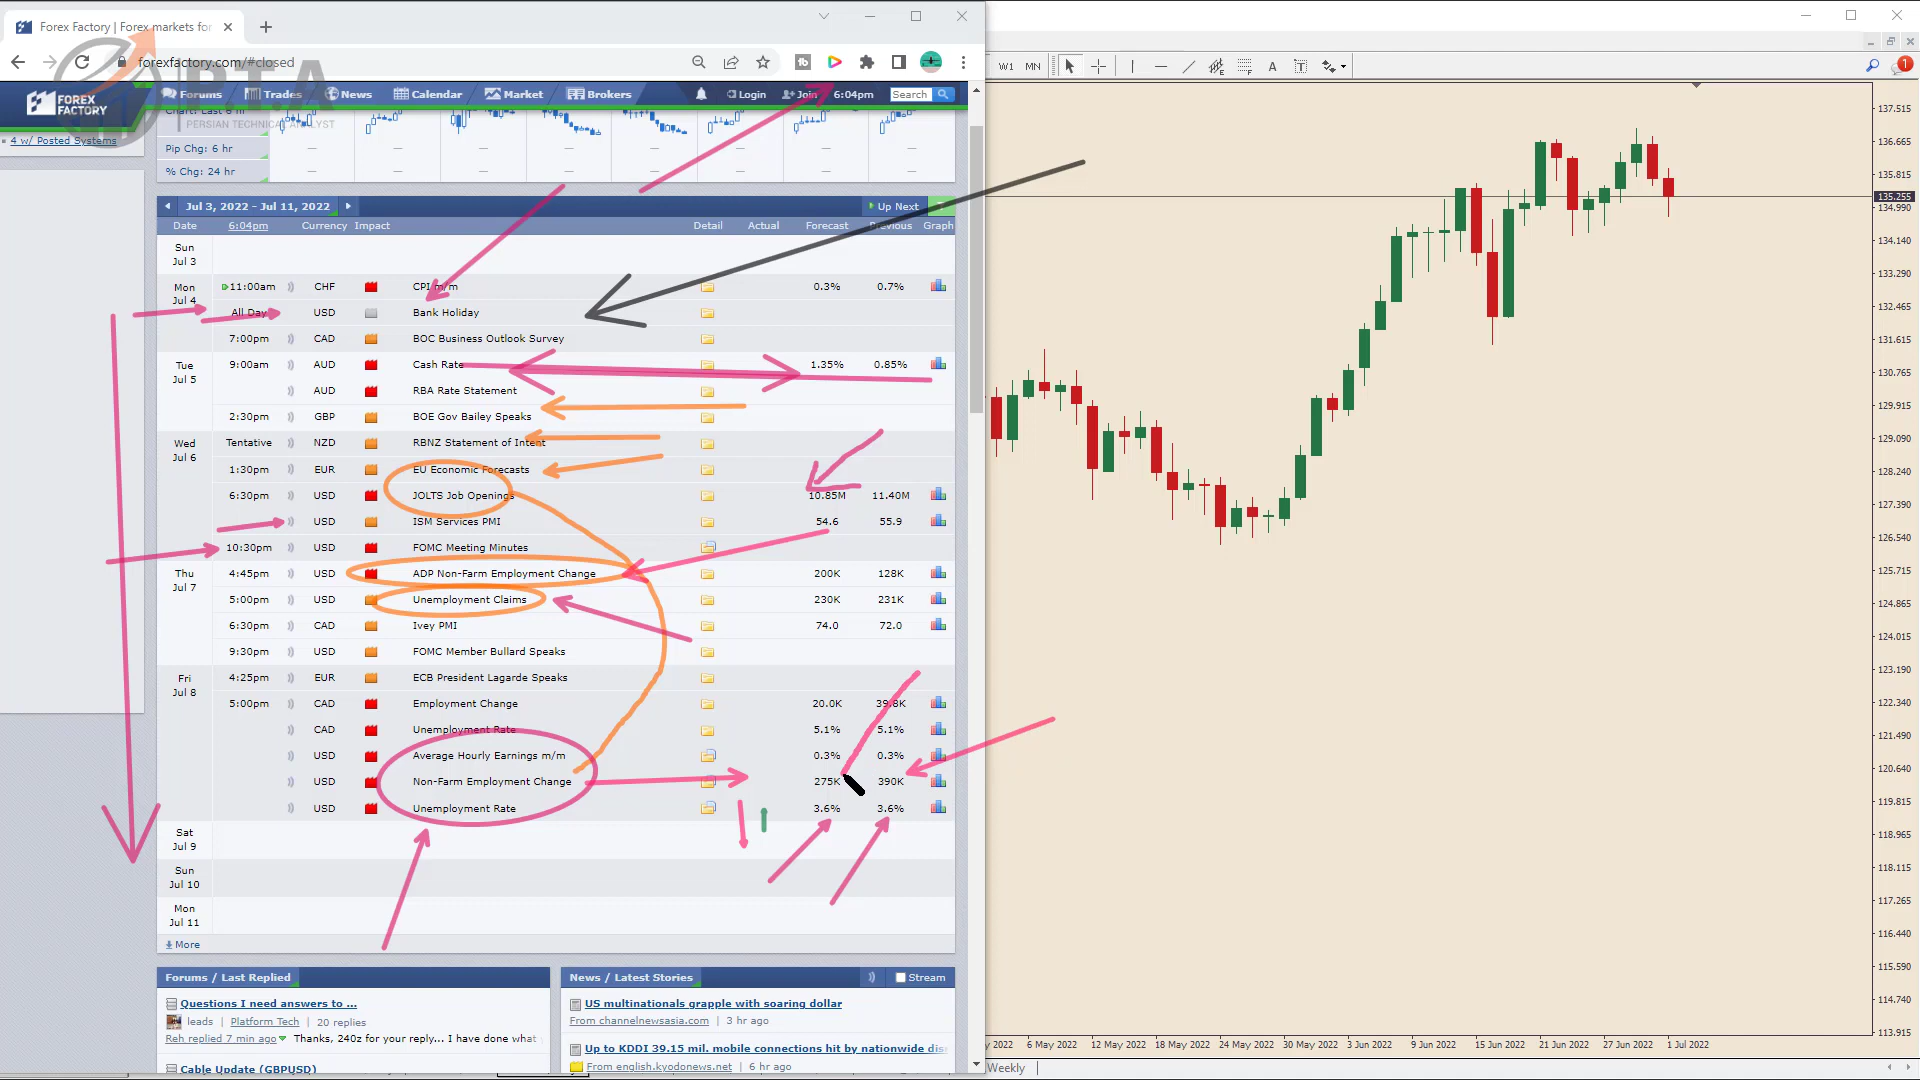 Forex Factory | Forex markets for
forexfactory.com/#closed
P.T.A
PERSIAN TECHNICAL ANALYST
FOREX FACTORY
Forums Trades News Calendar Market Brokers Login Join 6:04pm Search
4 w/ Posted Systems
Pip Chg: 6 hr — — — — — — — —
% Chg: 24 hr — — — — — — — —
Jul 3, 2022 - Jul 11, 2022 Up Next
Date 6:04pm Currency Impact Detail Actual Forecast Previous Graph
Sun
Jul 3
Mon
Jul 4
11:00am CHF CPI m/m 0.3% 0.7%
All Day USD Bank Holiday
7:00pm CAD BOC Business Outlook Survey
Tue
Jul 5
9:00am AUD Cash Rate 1.35% 0.85%
AUD RBA Rate Statement
2:30pm GBP BOE Gov Bailey Speaks
Wed
Jul 6
Tentative NZD RBNZ Statement of Intent
1:30pm EUR EU Economic Forecasts
6:30pm USD JOLTS Job Openings 10.85M 11.40M
USD ISM Services PMI 54.6 55.9
10:30pm USD FOMC Meeting Minutes
Thu
Jul 7
4:45pm USD ADP Non-Farm Employment Change 200K 128K
5:00pm USD Unemployment Claims 230K 231K
6:30pm CAD Ivey PMI 74.0 72.0
9:30pm USD FOMC Member Bullard Speaks
Fri
Jul 8
4:25pm EUR ECB President Lagarde Speaks
5:00pm CAD Employment Change 20.0K 39.8K
CAD Unemployment Rate 5.1% 5.1%
USD Average Hourly Earnings m/m 0.3% 0.3%
USD Non-Farm Employment Change 275K 390K
USD Unemployment Rate 3.6% 3.6%
Sat
Jul 9
Sun
Jul 10
Mon
Jul 11
More
Forums / Last Replied
Questions I need answers to ...
leads | Platform Tech | 20 replies
Reh replied 7 min ago Thanks, 240z for your reply... I have done what
Cable Update (GBPUSD)
News / Latest Stories Stream
US multinationals grapple with soaring dollar
From channelnewsasia.com | 3 hr ago
Up to KDDI 39.15 mil. mobile connections hit by nationwide
From english.kyodonews.net | 6 hr ago
W1 MN A T
1
137.515
136.665
135.815
135.255
134.990
134.140
133.290
132.465
131.615
130.765
129.915
129.090
128.240
127.390
126.540
125.715
124.865
124.015
123.190
122.340
121.490
120.640
119.815
118.965
118.115
117.265
116.440
115.590
114.740
113.915
2022 6 May 2022 12 May 2022 18 May 2022 24 May 2022 30 May 2022 3 Jun 2022 9 Jun 2022 15 Jun 2022 21 Jun 2022 27 Jun 2022 1 Jul 2022
Weekly